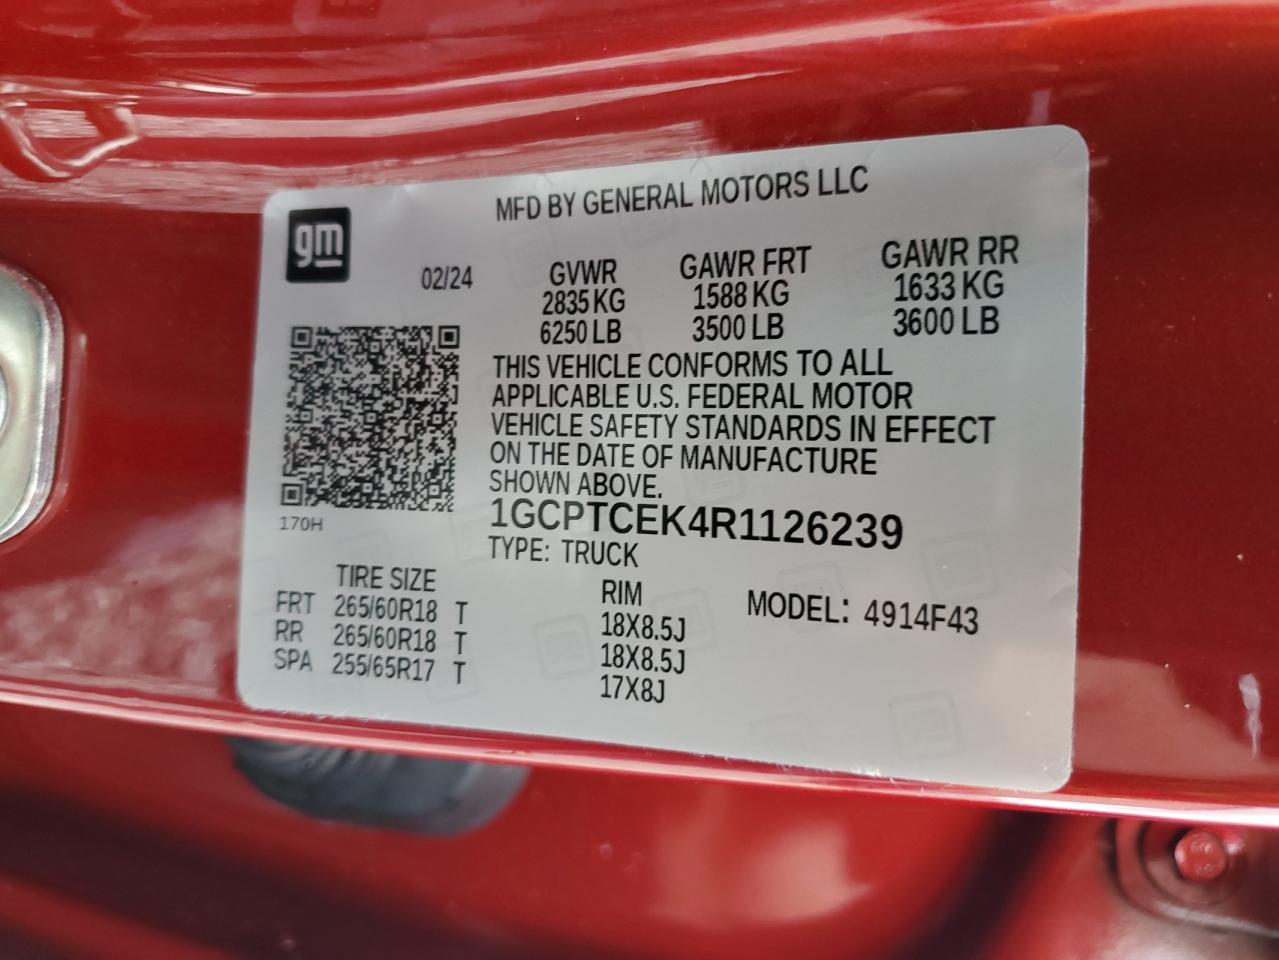 MFD BY GENERAL MOTORS LLC
gm
02/24 GVWR GAWR FRT GAWR RR
2835 KG 1588 KG 1633 KG
6250 LB 3500 LB 3600 LB
THIS VEHICLE CONFORMS TO ALL
APPLICABLE U.S. FEDERAL MOTOR
VEHICLE SAFETY STANDARDS IN EFFECT
ON THE DATE OF MANUFACTURE
SHOWN ABOVE.
170H
1GCPTCEK4R1126239
TYPE: TRUCK
TIRE SIZE RIM MODEL: 4914F43
FRT 265/60R18 T 18X8.5J
RR 265/60R18 T 18X8.5J
SPA 255/65R17 T 17X8J